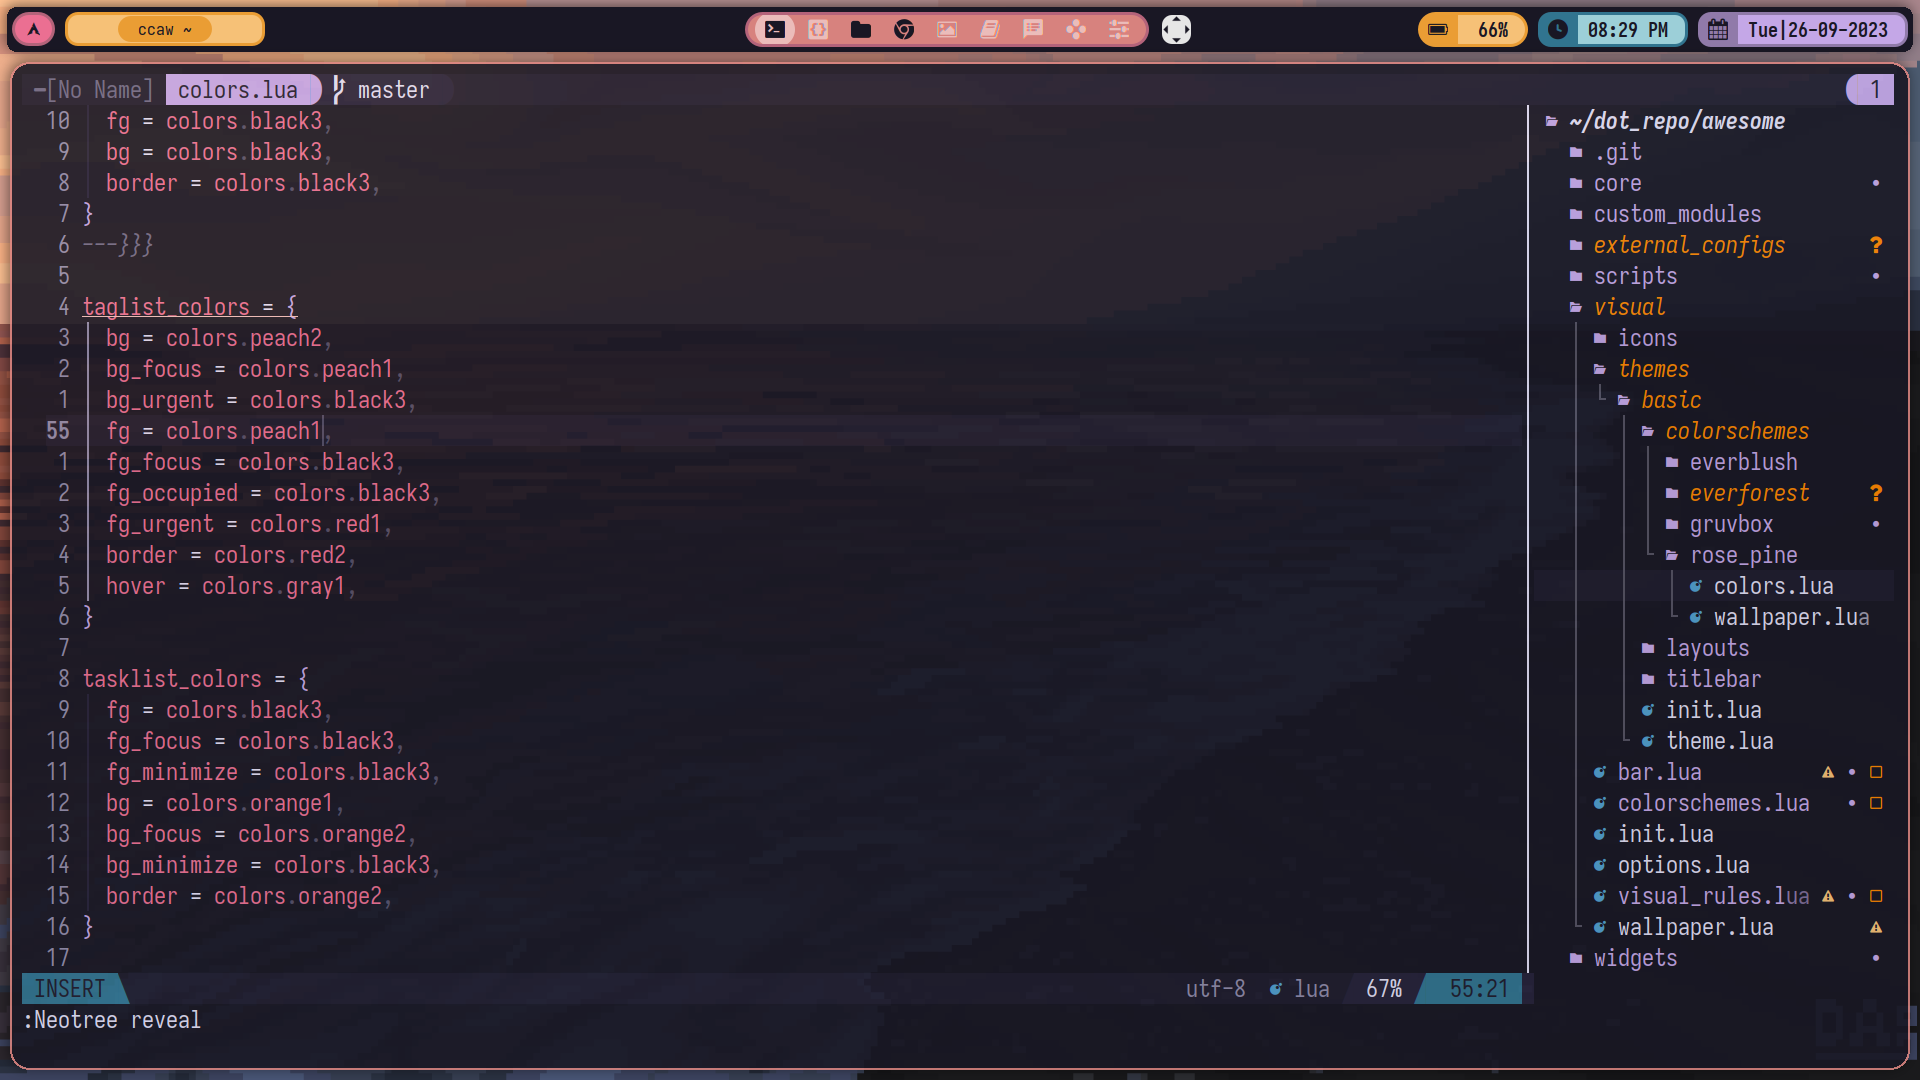 ccaw ~
66%
08:29 PM
Tue|26-09-2023
[No Name] colors.lua master
1
10 fg = colors.black3,
9 bg = colors.black3,
8 border = colors.black3,
7 }
6 ---}}}
5
4 taglist_colors = {
3 bg = colors.peach2,
2 bg_focus = colors.peach1,
1 bg_urgent = colors.black3,
55 fg = colors.peach1,
1 fg_focus = colors.black3,
2 fg_occupied = colors.black3,
3 fg_urgent = colors.red1,
4 border = colors.red2,
5 hover = colors.gray1,
6 }
7
8 tasklist_colors = {
9 fg = colors.black3,
10 fg_focus = colors.black3,
11 fg_minimize = colors.black3,
12 bg = colors.orange1,
13 bg_focus = colors.orange2,
14 bg_minimize = colors.black3,
15 border = colors.orange2,
16 }
17
~/dot_repo/awesome
.git
core
custom_modules
external_configs ?
scripts
visual
icons
themes
basic
colorschemes
everblush
everforest ?
gruvbox
rose_pine
colors.lua
wallpaper.lua
layouts
titlebar
init.lua
theme.lua
bar.lua
colorschemes.lua
init.lua
options.lua
visual_rules.lua
wallpaper.lua
widgets
INSERT
utf-8 lua 67% 55:21
:Neotree reveal